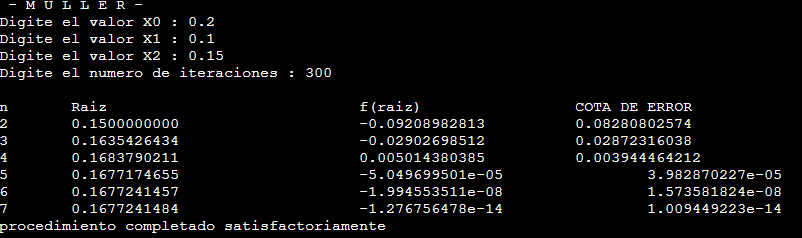 - M U L L E R -
Digite el valor X0 : 0.2
Digite el valor X1 : 0.1
Digite el valor X2 : 0.15
Digite el numero de iteraciones : 300
n Raiz f(raiz) COTA DE ERROR
2 0.1500000000 -0.09208982813 0.08280802574
3 0.1635426434 -0.02902698512 0.02872316038
4 0.1683790211 0.005014380385 0.003944464212
5 0.1677174655 -5.049699501e-05 3.982870227e-05
6 0.1677241457 -1.994553511e-08 1.573581824e-08
7 0.1677241484 -1.276756478e-14 1.009449223e-14
procedimiento completado satisfactoriamente